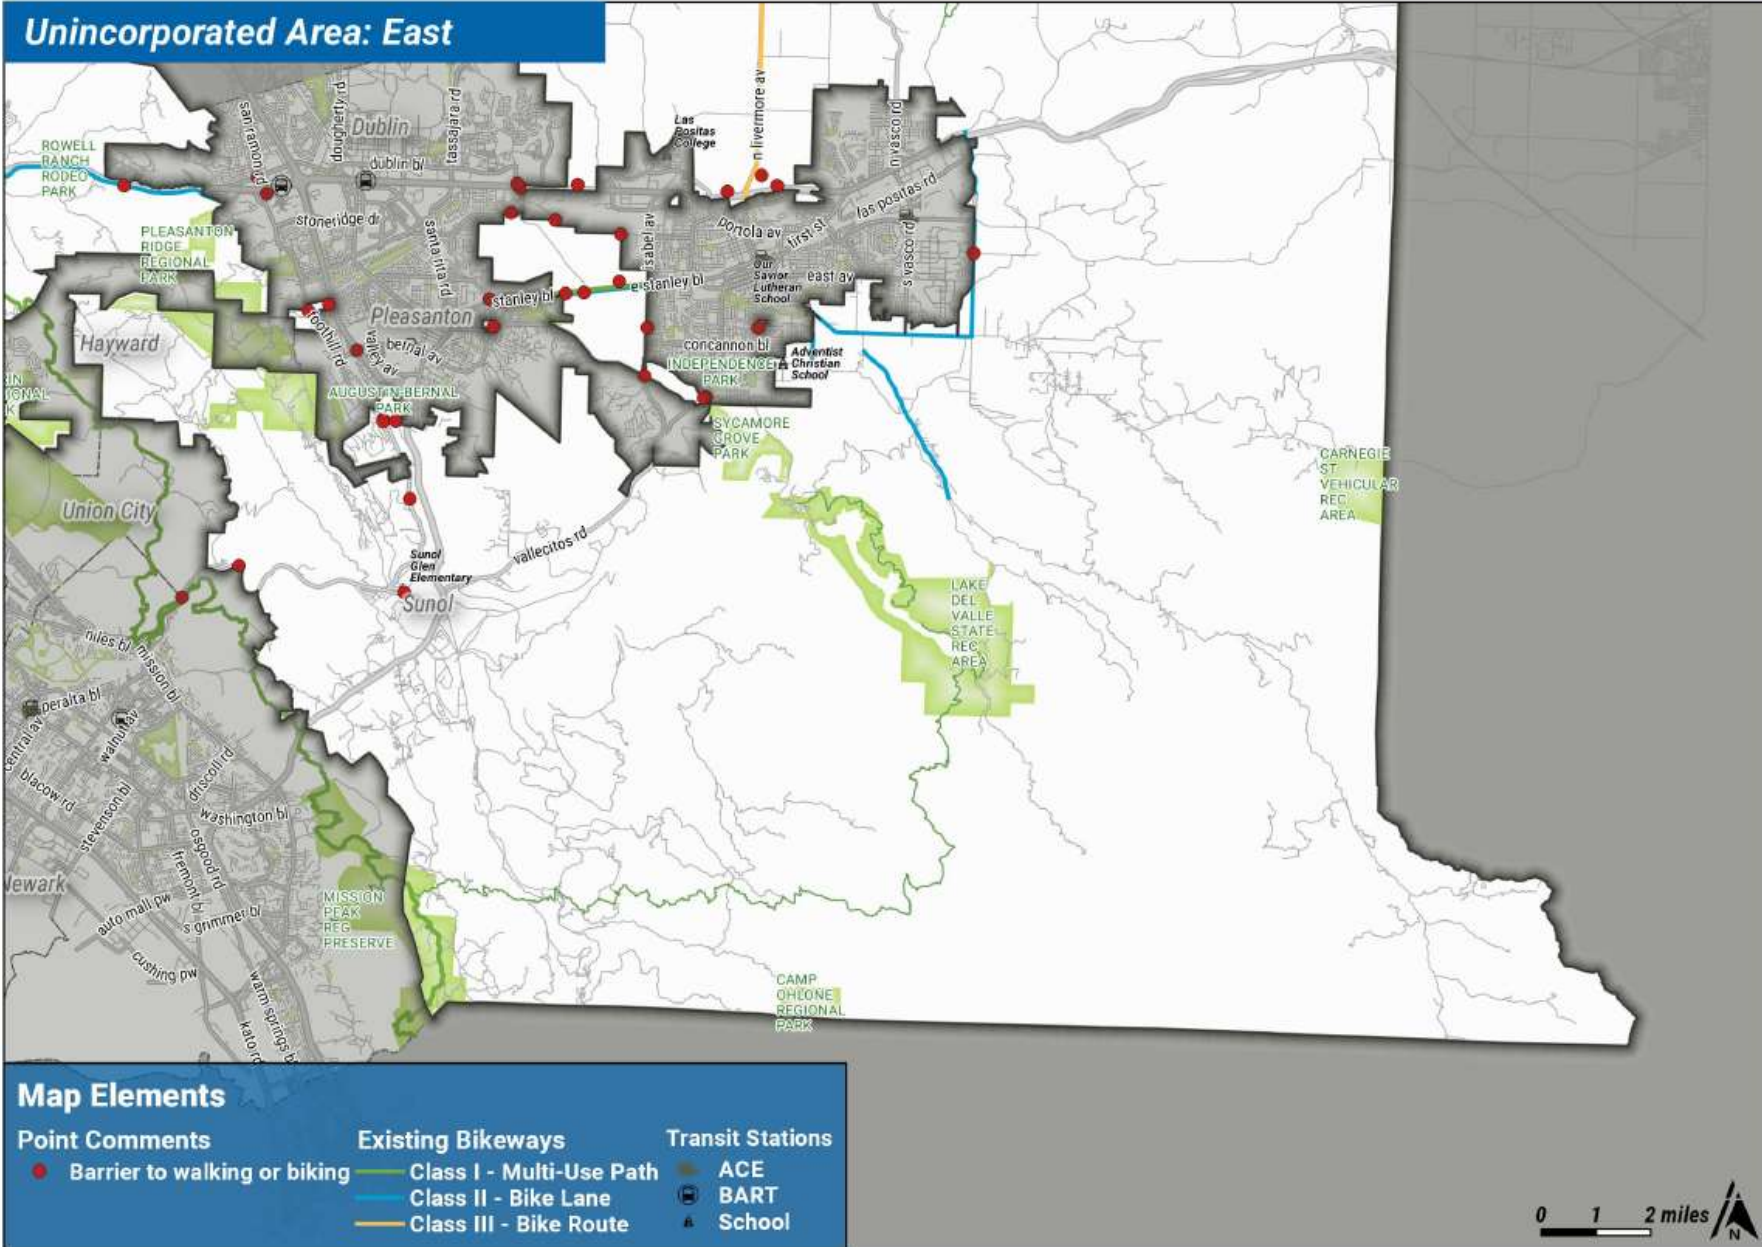 Unincorporated Area: East
n livermore av
dougherty rd
tassajara rd
san ramon rd
Las
Positas
College
n vasco rd
Dublin
ROWELL
RANCH
RODEO
PARK
dublin bl
las positas rd
stoneridge dr
santa rita rd
isabel av
portola av
first st
s vasco rd
PLEASANTON
RIDGE
REGIONAL
PARK
Our
Savior
Lutheran
School
east av
e stanley bl
stanley bl
Pleasanton
foothill rd
valley av
bernal av
Hayward
concannon bl
Adventist
Christian
School
INDEPENDENCE
PARK
IONAL
K
AUGUSTIN-BERNAL
PARK
SYCAMORE
GROVE
PARK
CARNEGIE
ST
VEHICULAR
REC
AREA
Union City
vallecitos rd
Sunol
Glen
Elementary
Sunol
LAKE
DEL
VALLE
STATE
REC
AREA
niles bl
mission bl
peralta bl
walnut av
central av
driscoll rd
blacow rd
stevenson bl
washington bl
osgood rd
fremont bl
ewark
auto mall pw
s grimmer bl
MISSION
PEAK
REG
PRESERVE
cushing pw
warm springs bl
kato rd
CAMP
OHLONE
REGIONAL
PARK
Map Elements
Point Comments
Barrier to walking or biking
Existing Bikeways
Class I - Multi-Use Path
Class II - Bike Lane
Class III - Bike Route
Transit Stations
ACE
BART
School
0 1 2 miles
N